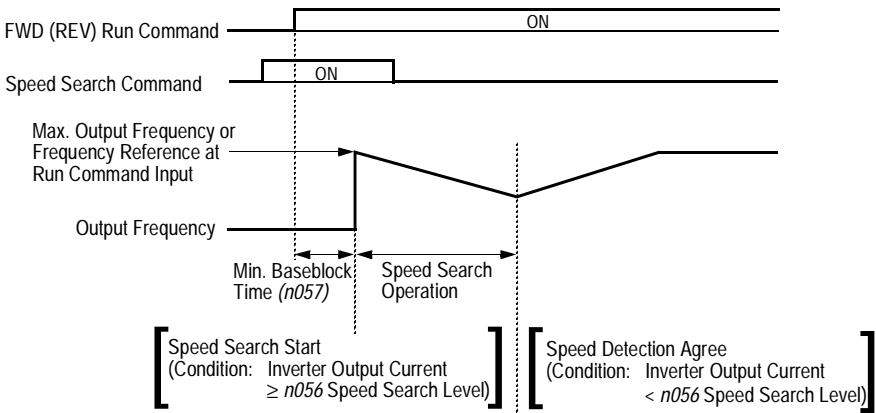 FWD (REV) Run Command
ON
Speed Search Command
ON
Max. Output Frequency or
Frequency Reference at
Run Command Input
Output Frequency
Min. Baseblock
Time (n057)
Speed Search
Operation
Speed Search Start
(Condition: Inverter Output Current
≥ n056 Speed Search Level)
Speed Detection Agree
(Condition: Inverter Output Current
< n056 Speed Search Level)